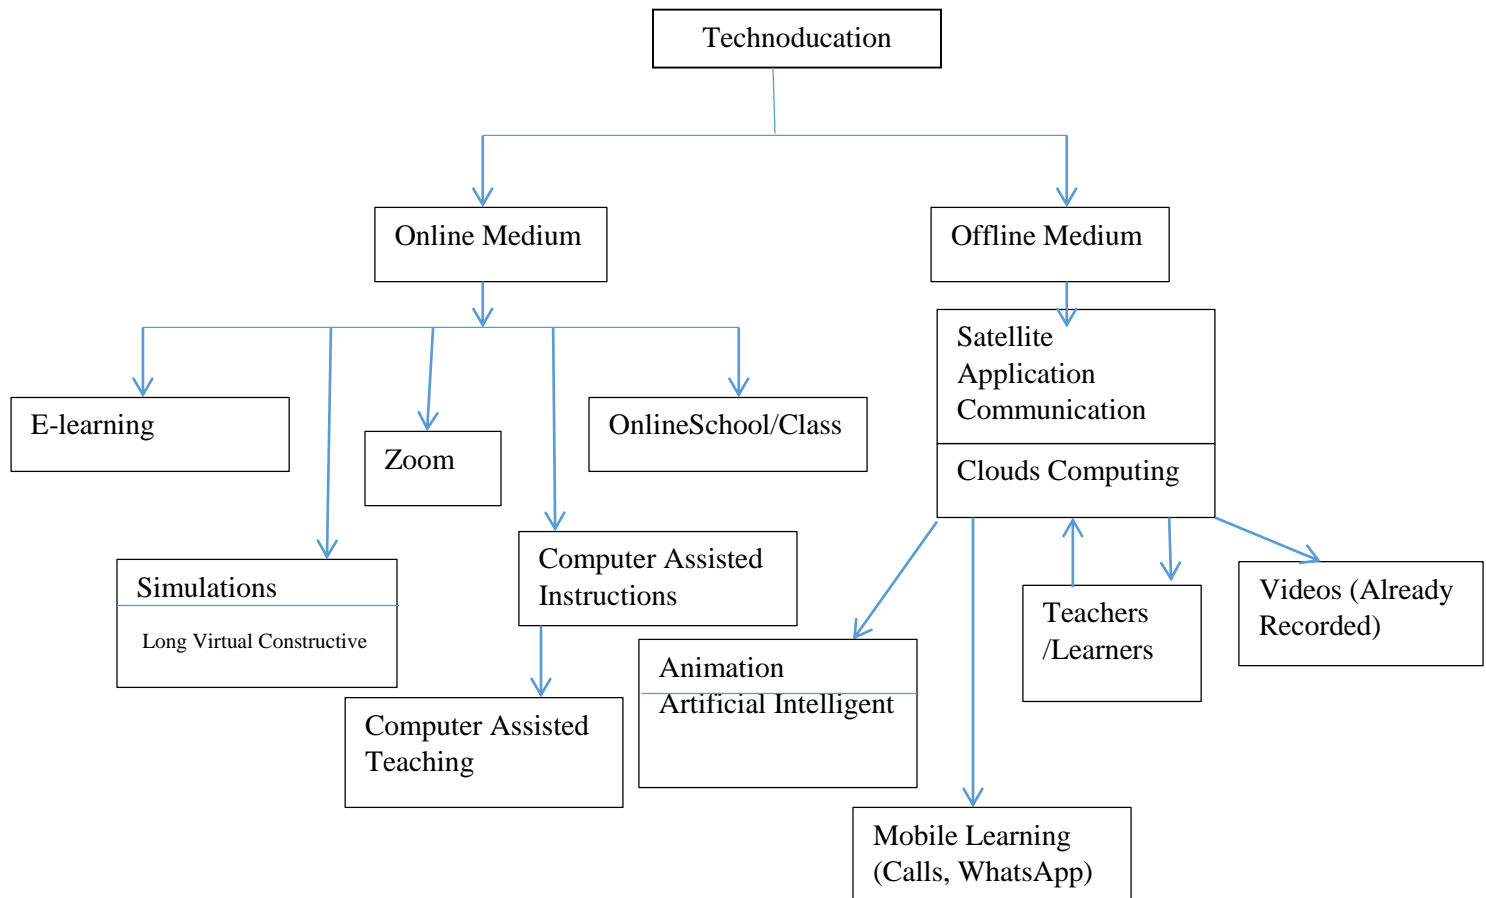 Technoducation
Online Medium
Offline Medium
Satellite
Application
Communication
Clouds Computing
E-learning
Zoom
OnlineSchool/Class
Simulations
Long Virtual Constructive
Computer Assisted
Instructions
Computer Assisted
Teaching
Animation
Artificial Intelligent
Teachers
/Learners
Videos (Already
Recorded)
Mobile Learning
(Calls, WhatsApp)